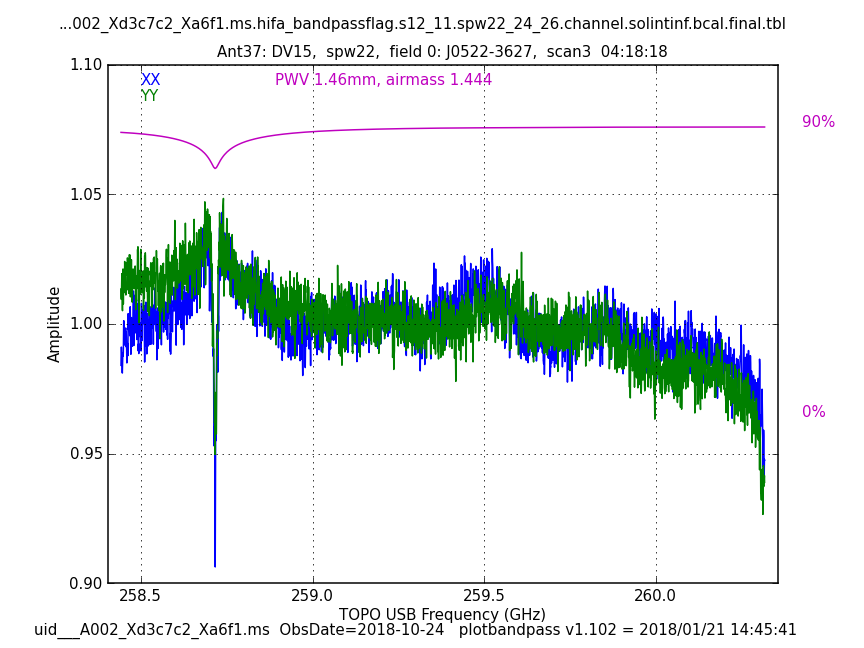 ...002_Xd3c7c2_Xa6f1.ms.hifa_bandpassflag.s12_11.spw22_24_26.channel.solintinf.bcal.final.tbl
Ant37: DV15,  spw22,  field 0: J0522-3627,  scan3  04:18:18
1.10
XX
PWV 1.46mm, airmass 1.444
YY
90%
1.05
1.00
Amplitude
0%
0.95
0.90
258.5
259.0
259.5
260.0
TOPO USB Frequency (GHz)
uid___A002_Xd3c7c2_Xa6f1.ms  ObsDate=2018-10-24   plotbandpass v1.102 = 2018/01/21 14:45:41